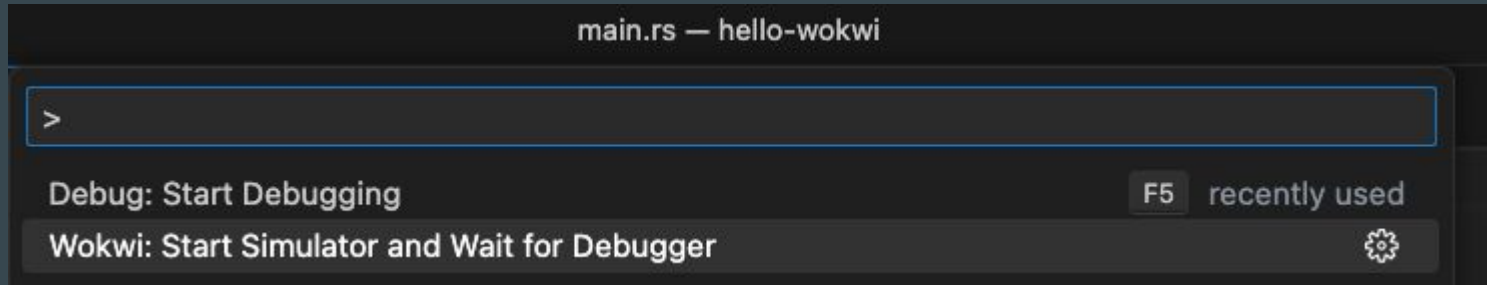 main.rs — hello-wokwi
>
Debug: Start Debugging F5 recently used
Wokwi: Start Simulator and Wait for Debugger